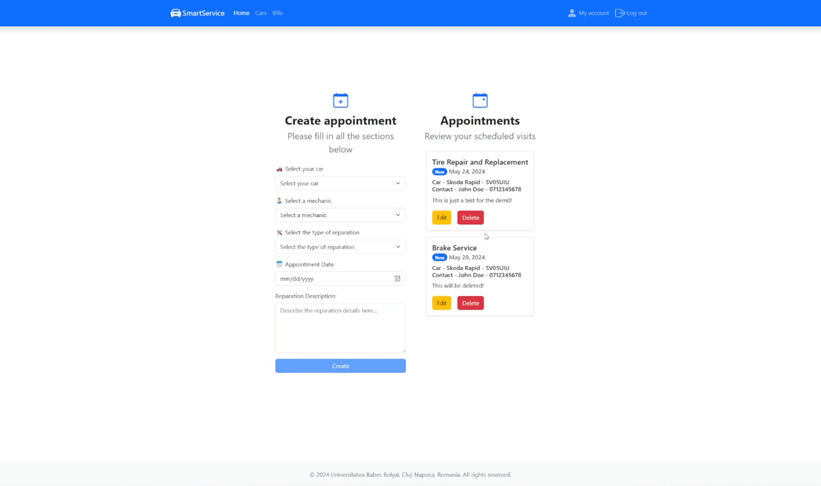 SmartService Home Cars Bills My account Log out
Create appointment
Please fill in all the sections
below
Select your car
Select your car
Select a mechanic
Select a mechanic
Select the type of reparation
Select the type of reparation
Appointment Date:
mm/dd/yyyy
Reparation Description:
Describe the reparation details here...
Create
Appointments
Review your scheduled visits
Tire Repair and Replacement
New May 24, 2024
Car - Skoda Rapid - SV05UIU
Contact - John Doe - 0712345678
This is just a test for the dem0!
Edit Delete
Brake Service
New May 20, 2024
Car - Skoda Rapid - SV05UIU
Contact - John Doe - 0712345678
This will be deleted!
Edit Delete
© 2024 Universitatea Babes Bolyai, Cluj-Napoca, Romania. All rights reserved.